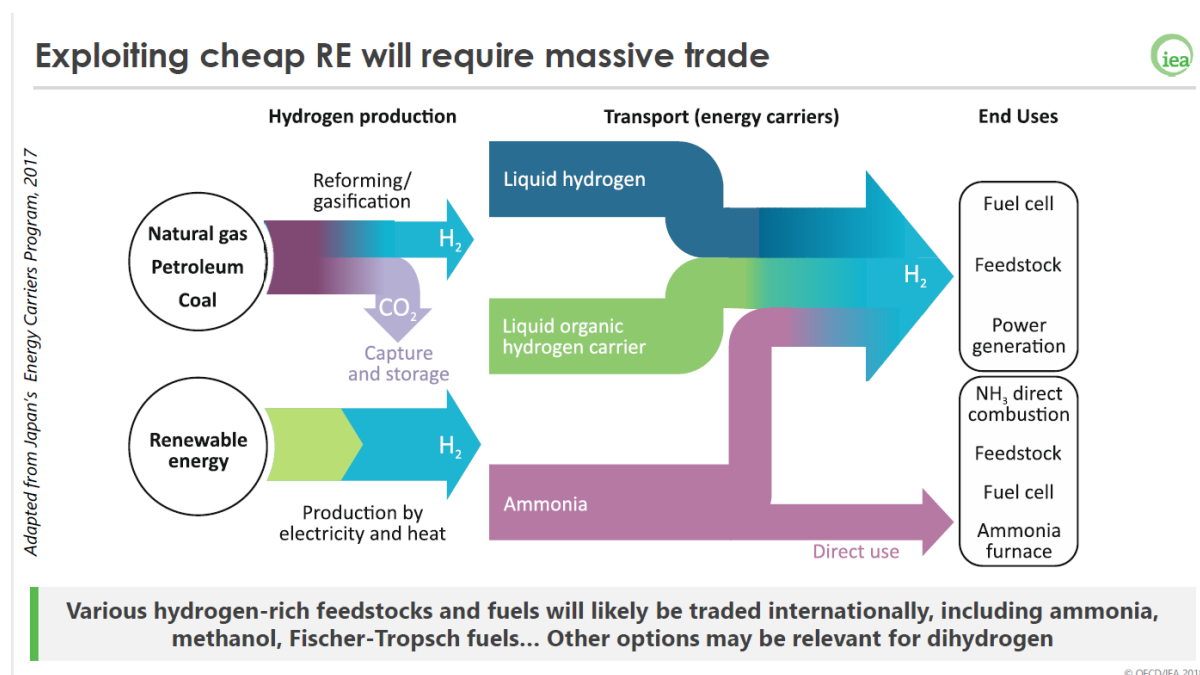 Exploiting cheap RE will require massive trade
iea
Adapted from Japan's Energy Carriers Program, 2017
Hydrogen production
Transport (energy carriers)
End Uses
Natural gas
Petroleum
Coal
Reforming/
gasification
H₂
CO₂
Capture
and storage
Renewable
energy
H₂
Production by
electricity and heat
Liquid hydrogen
Liquid organic
hydrogen carrier
Ammonia
H₂
Direct use
Fuel cell
Feedstock
Power
generation
NH₃ direct
combustion
Feedstock
Fuel cell
Ammonia
furnace
Various hydrogen-rich feedstocks and fuels will likely be traded internationally, including ammonia,
methanol, Fischer-Tropsch fuels... Other options may be relevant for dihydrogen
© OECD/IEA